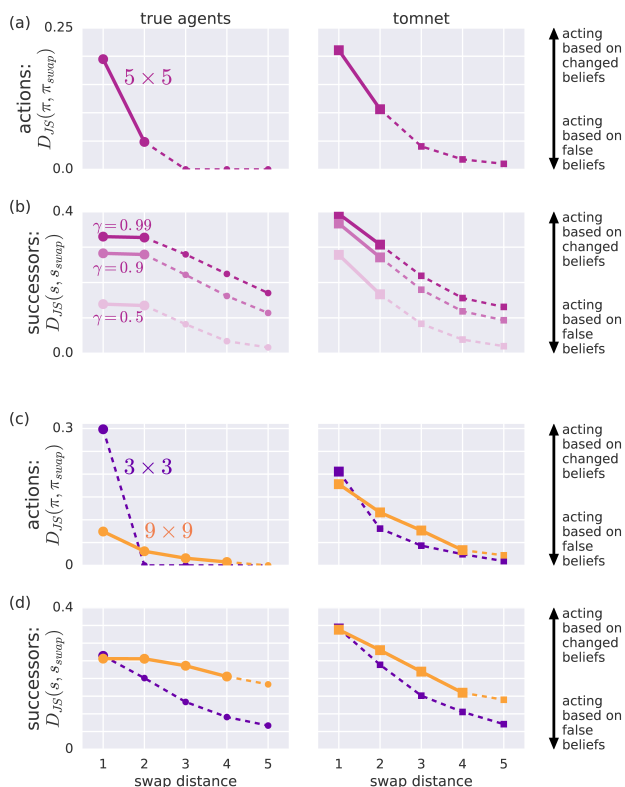 true agents
tomnet
(a)
actions:
D_JS(π, π_swap)
0.25
0.0
5 × 5
acting
based on
changed
beliefs
acting
based on
false
beliefs
(b)
successors:
D_JS(s, s_swap)
0.4
0.0
γ=0.99
γ=0.9
γ=0.5
acting
based on
changed
beliefs
acting
based on
false
beliefs
(c)
actions:
D_JS(π, π_swap)
0.3
0
3 × 3
9 × 9
acting
based on
changed
beliefs
acting
based on
false
beliefs
(d)
successors:
D_JS(s, s_swap)
0.4
0
acting
based on
changed
beliefs
acting
based on
false
beliefs
1 2 3 4 5
swap distance
1 2 3 4 5
swap distance